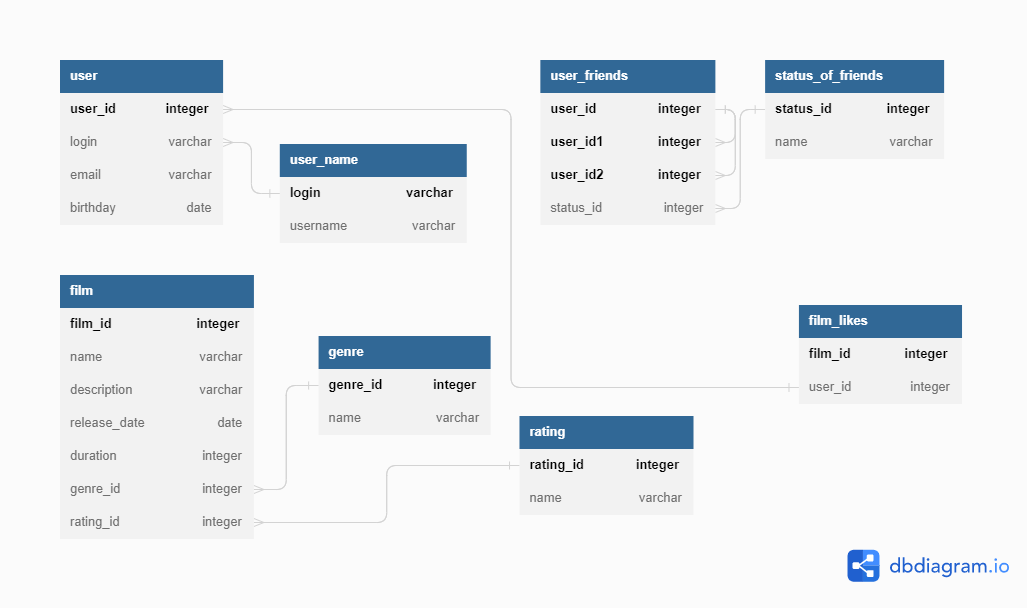 user
user_id integer
login varchar
email varchar
birthday date
user_name
login varchar
username varchar
user_friends
user_id integer
user_id1 integer
user_id2 integer
status_id integer
status_of_friends
status_id integer
name varchar
film
film_id integer
name varchar
description varchar
release_date date
duration integer
genre_id integer
rating_id integer
genre
genre_id integer
name varchar
rating
rating_id integer
name varchar
film_likes
film_id integer
user_id integer
dbdiagram.io